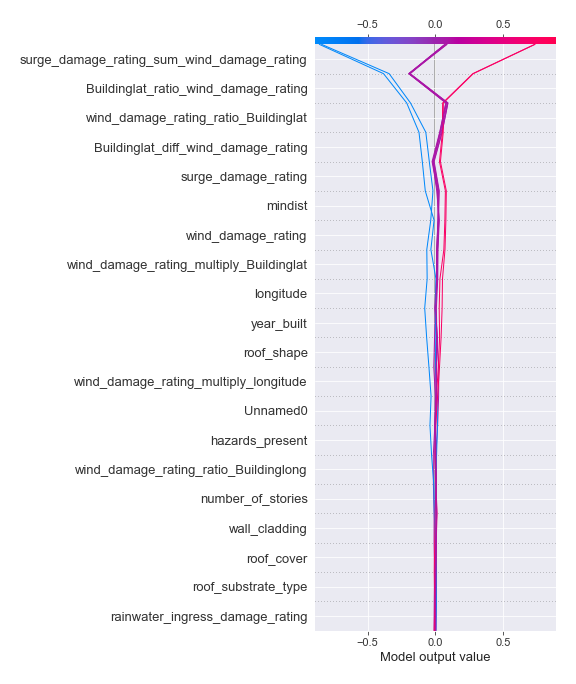 −0.5 0.0 0.5
surge_damage_rating_sum_wind_damage_rating
Buildinglat_ratio_wind_damage_rating
wind_damage_rating_ratio_Buildinglat
Buildinglat_diff_wind_damage_rating
surge_damage_rating
mindist
wind_damage_rating
wind_damage_rating_multiply_Buildinglat
longitude
year_built
roof_shape
wind_damage_rating_multiply_longitude
Unnamed0
hazards_present
wind_damage_rating_ratio_Buildinglong
number_of_stories
wall_cladding
roof_cover
roof_substrate_type
rainwater_ingress_damage_rating
−0.5 0.0 0.5
Model output value